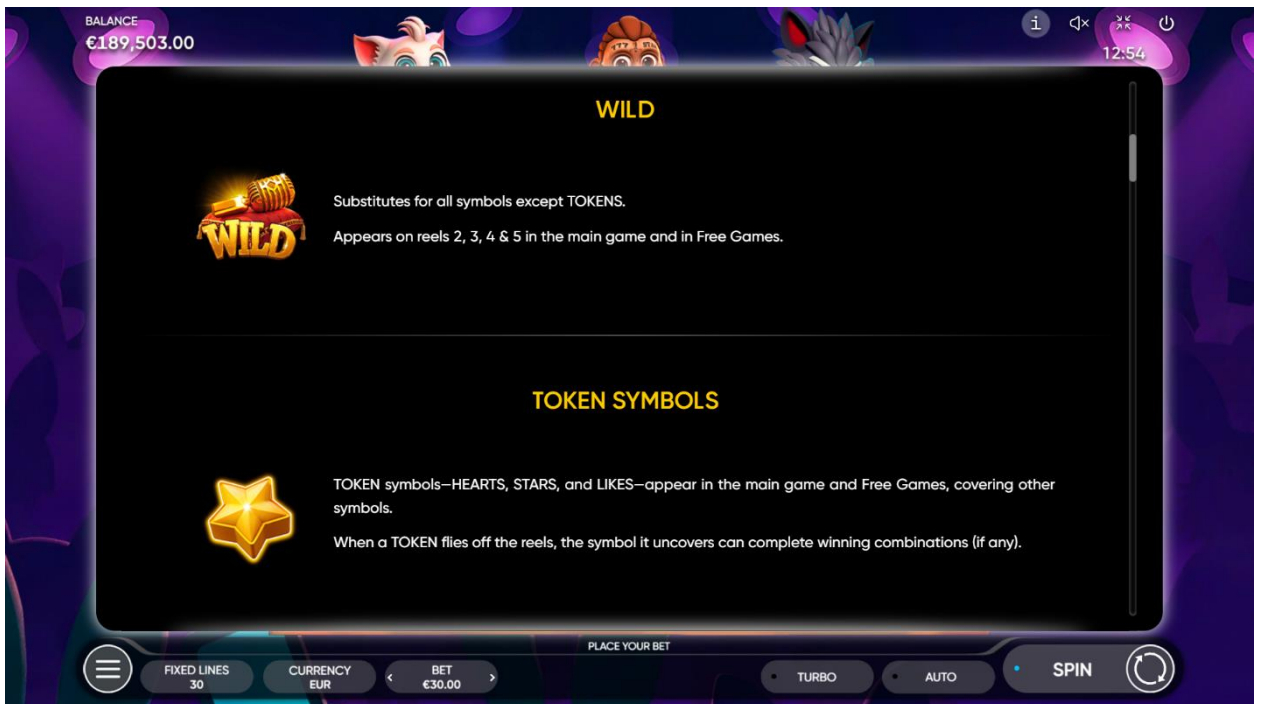 BALANCE
€189,503.00
12:54
WILD
WILD
Substitutes for all symbols except TOKENS.
Appears on reels 2, 3, 4 & 5 in the main game and in Free Games.
TOKEN SYMBOLS
TOKEN symbols—HEARTS, STARS, and LIKES—appear in the main game and Free Games, covering other
symbols.
When a TOKEN flies off the reels, the symbol it uncovers can complete winning combinations (if any).
PLACE YOUR BET
FIXED LINES
30
CURRENCY
EUR
BET
€30.00
TURBO
AUTO
SPIN